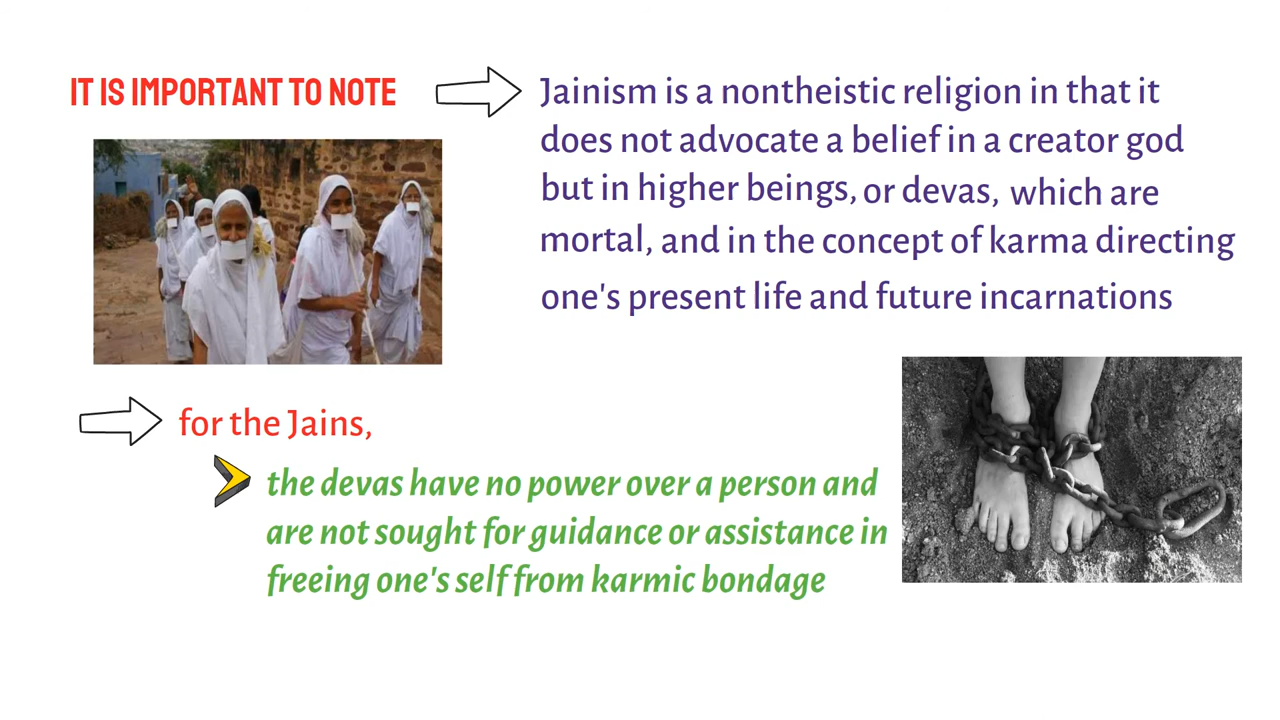 IT IS IMPORTANT TO NOTE
Jainism is a nontheistic religion in that it
does not advocate a belief in a creator god
but in higher beings, or devas, which are
mortal, and in the concept of karma directing
one's present life and future incarnations
for the Jains,
the devas have no power over a person and
are not sought for guidance or assistance in
freeing one's self from karmic bondage